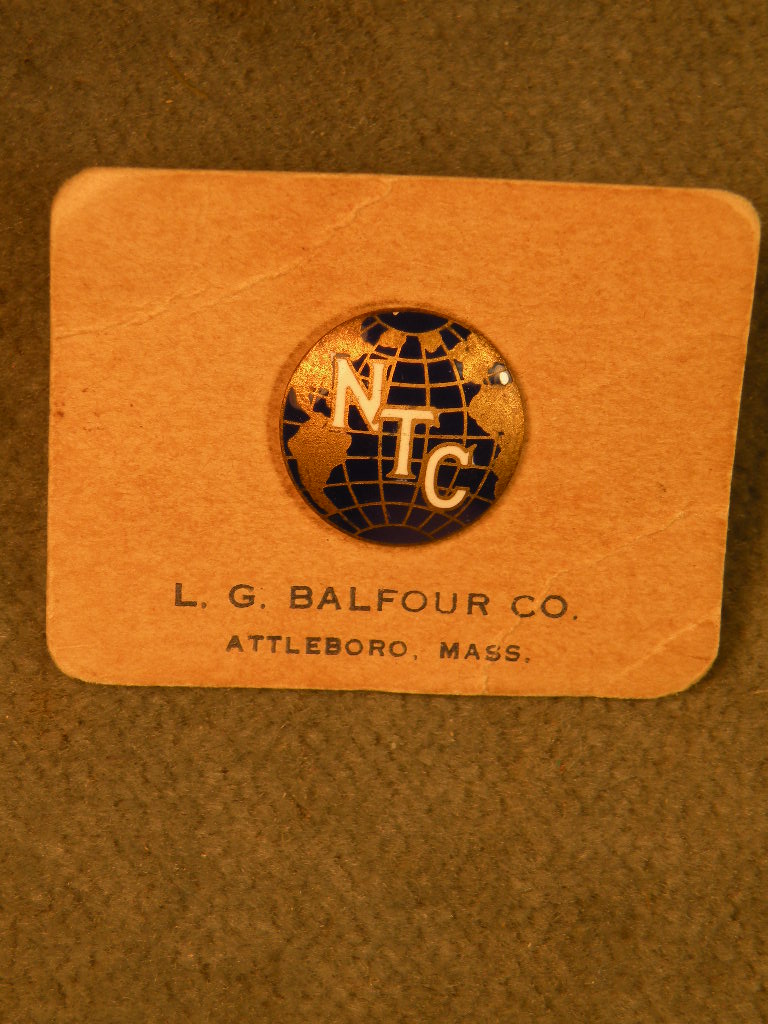 NTC
L. G. BALFOUR CO.
ATTLEBORO, MASS.